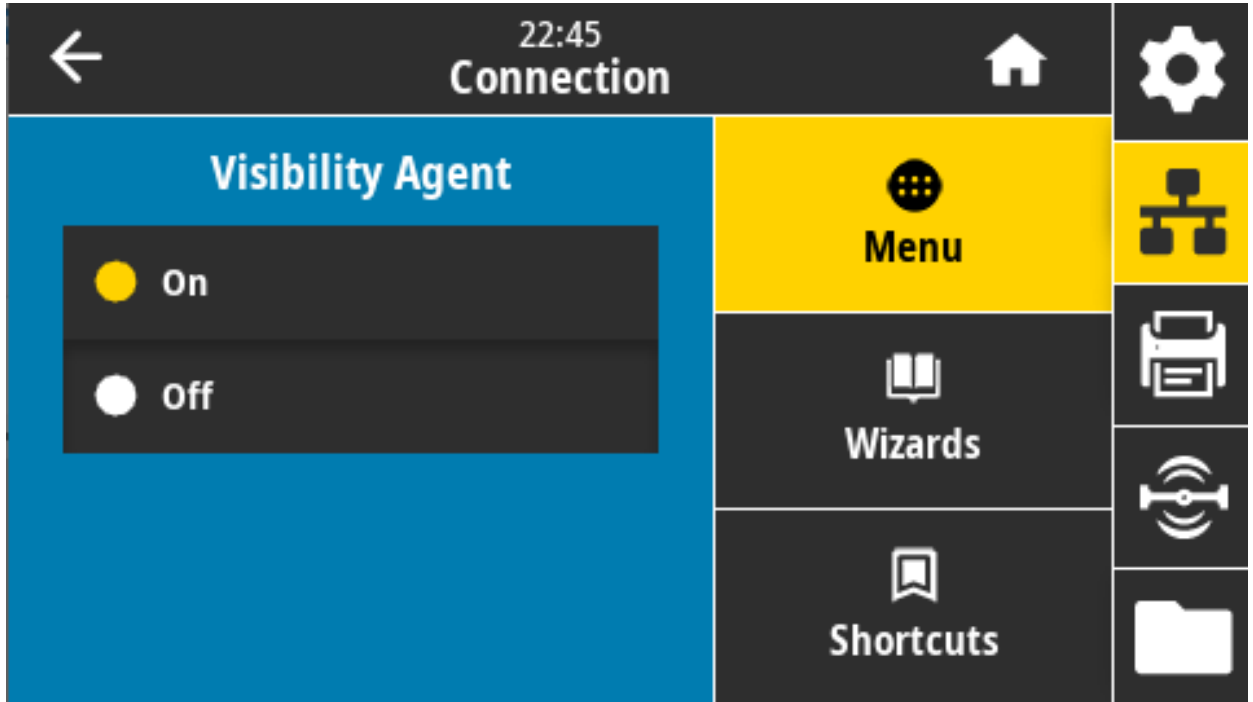 22:45
Connection
Visibility Agent
On
Off
Menu
Wizards
Shortcuts